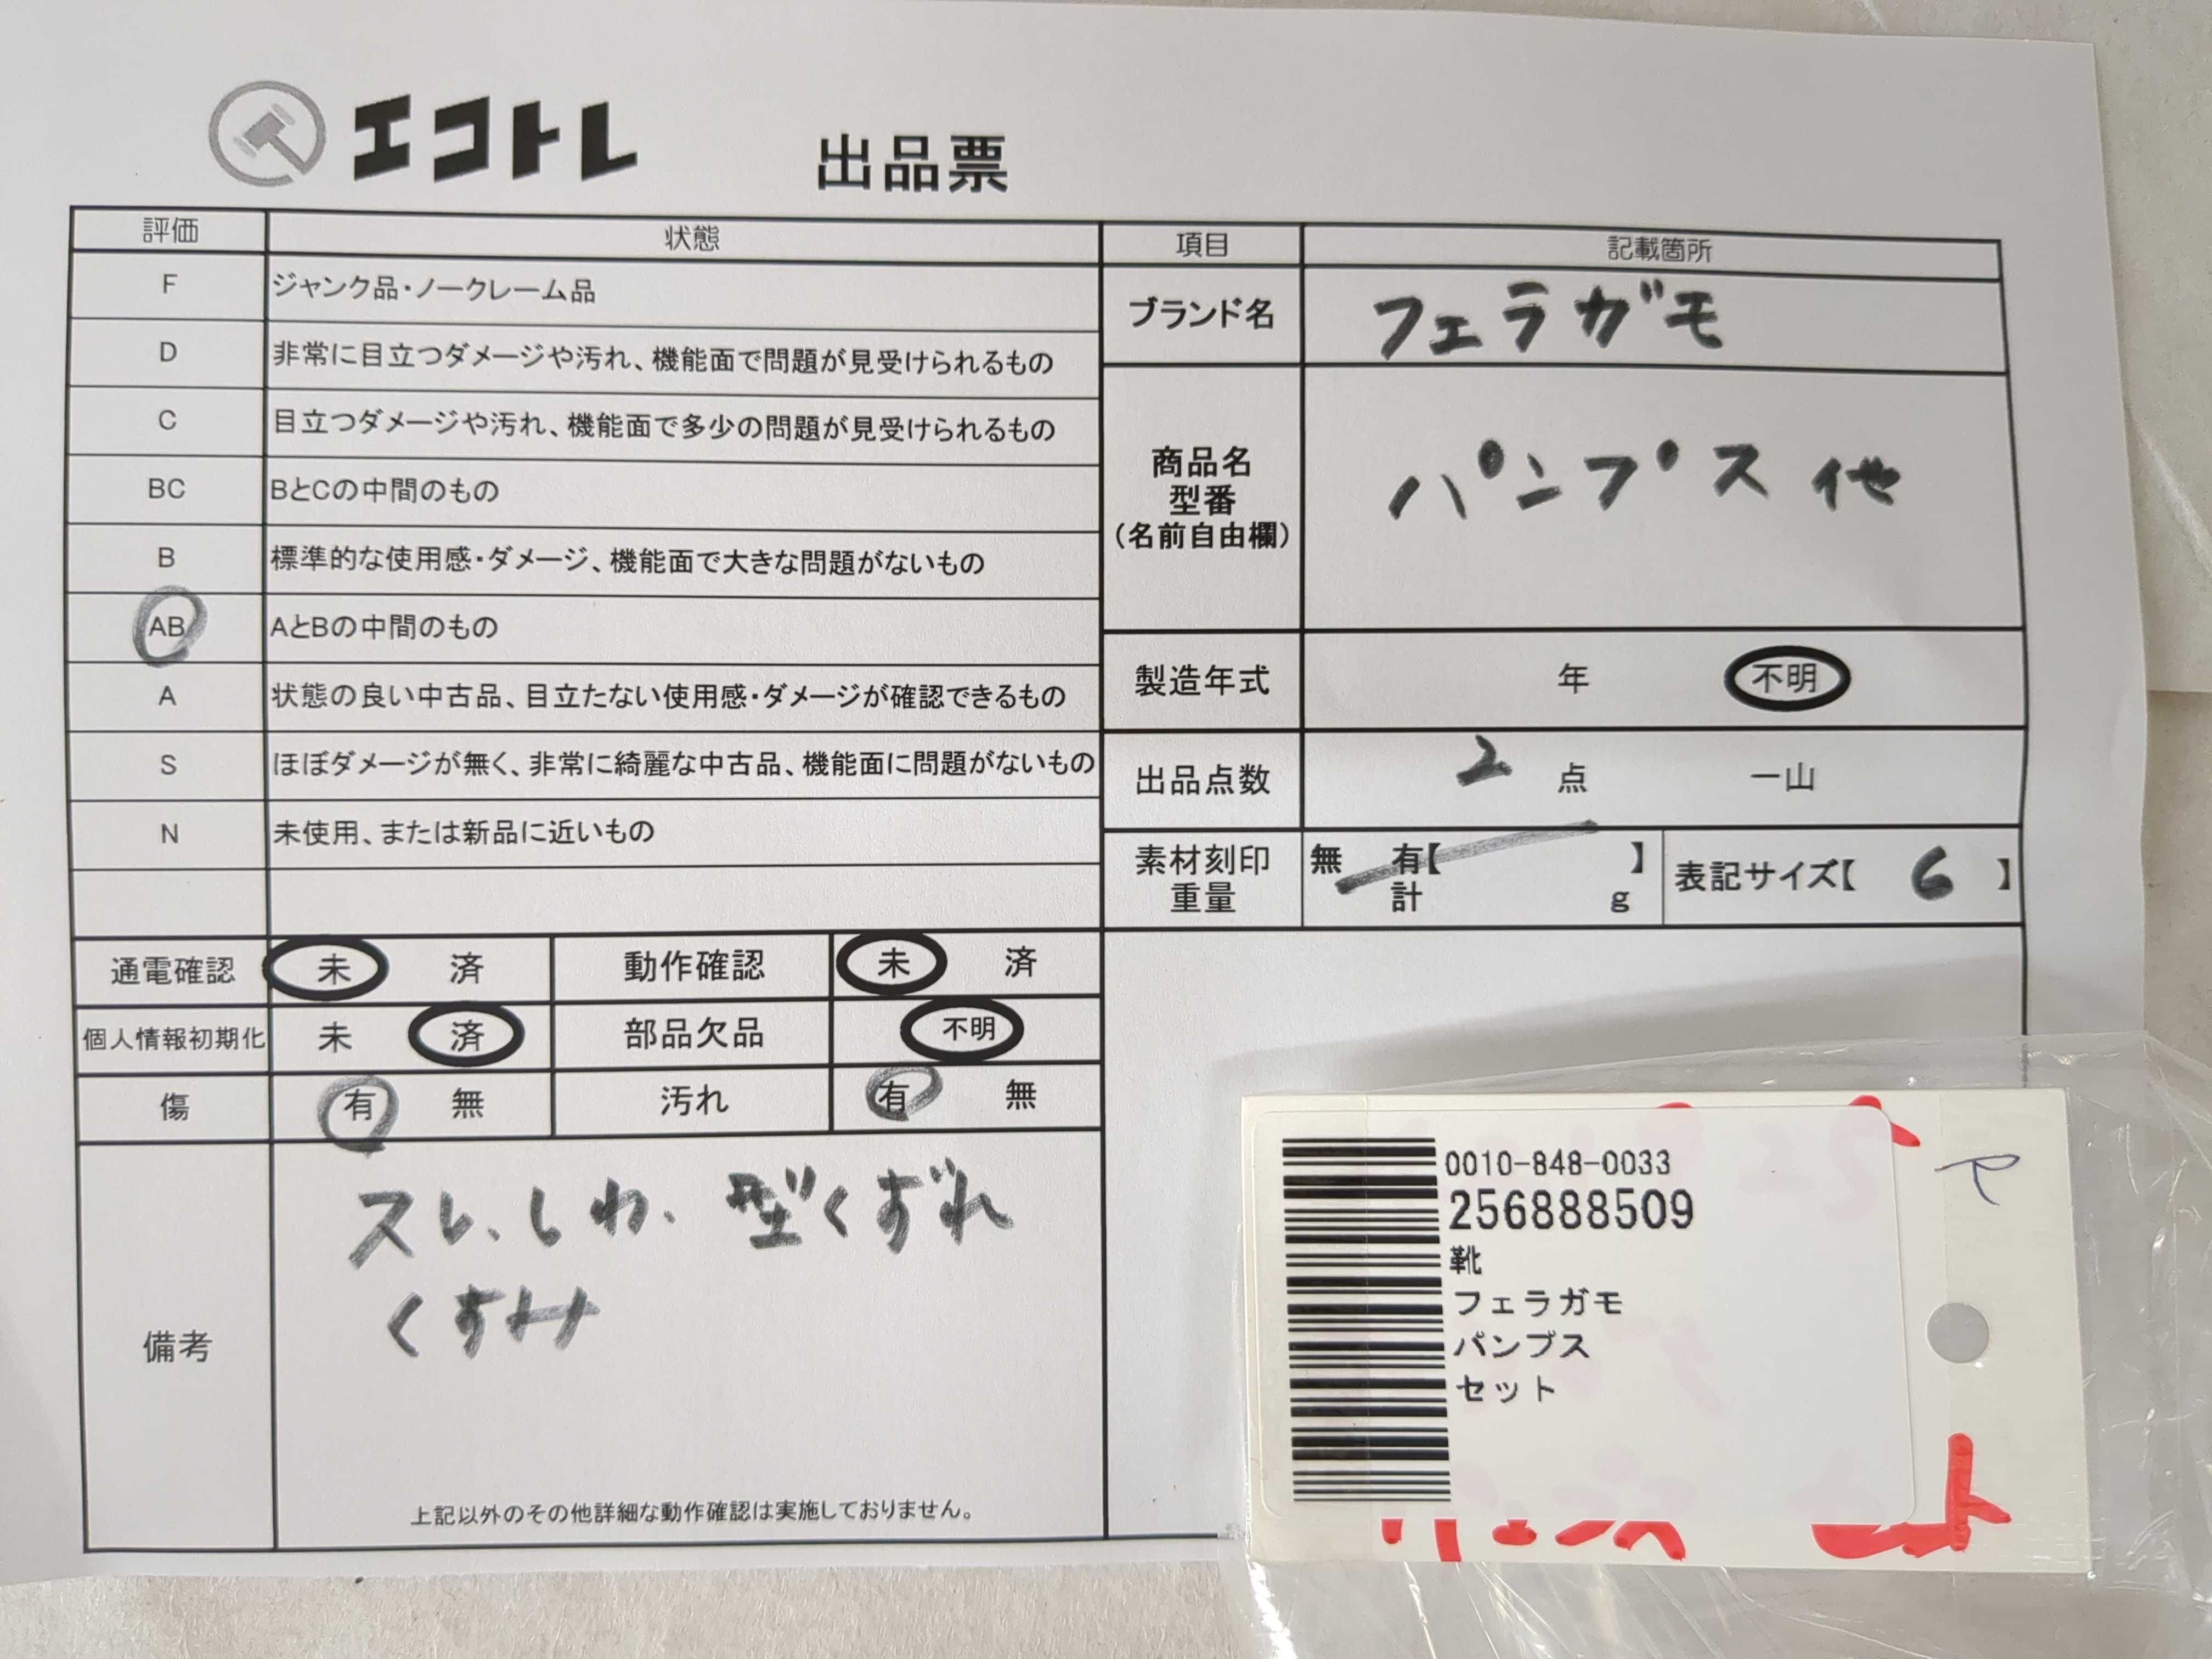 エコトレ 出品票
評価 状態
F ジャンク品・ノークレーム品
D 非常に目立つダメージや汚れ、機能面で問題が見受けられるもの
C 目立つダメージや汚れ、機能面で多少の問題が見受けられるもの
BC BとCの中間のもの
B 標準的な使用感・ダメージ、機能面で大きな問題がないもの
AB AとBの中間のもの
A 状態の良い中古品、目立たない使用感・ダメージが確認できるもの
S ほぼダメージが無く、非常に綺麗な中古品、機能面に問題がないもの
N 未使用、または新品に近いもの
項目 記載箇所
ブランド名 フェラガモ
商品名
型番
(名前自由欄)
パンプス他
製造年式 年 不明
出品点数 2 点 一山
素材刻印
重量
無 有【 】
計 g
表記サイズ【 6 】
通電確認 未 済 動作確認 未 済
個人情報初期化 未 済 部品欠品 不明
傷 有 無 汚れ 有 無
備考
スレ、しわ、型くずれ
くすみ
上記以外のその他詳細な動作確認は実施しておりません。
0010-848-0033
256888509
靴
フェラガモ
パンプス
セット